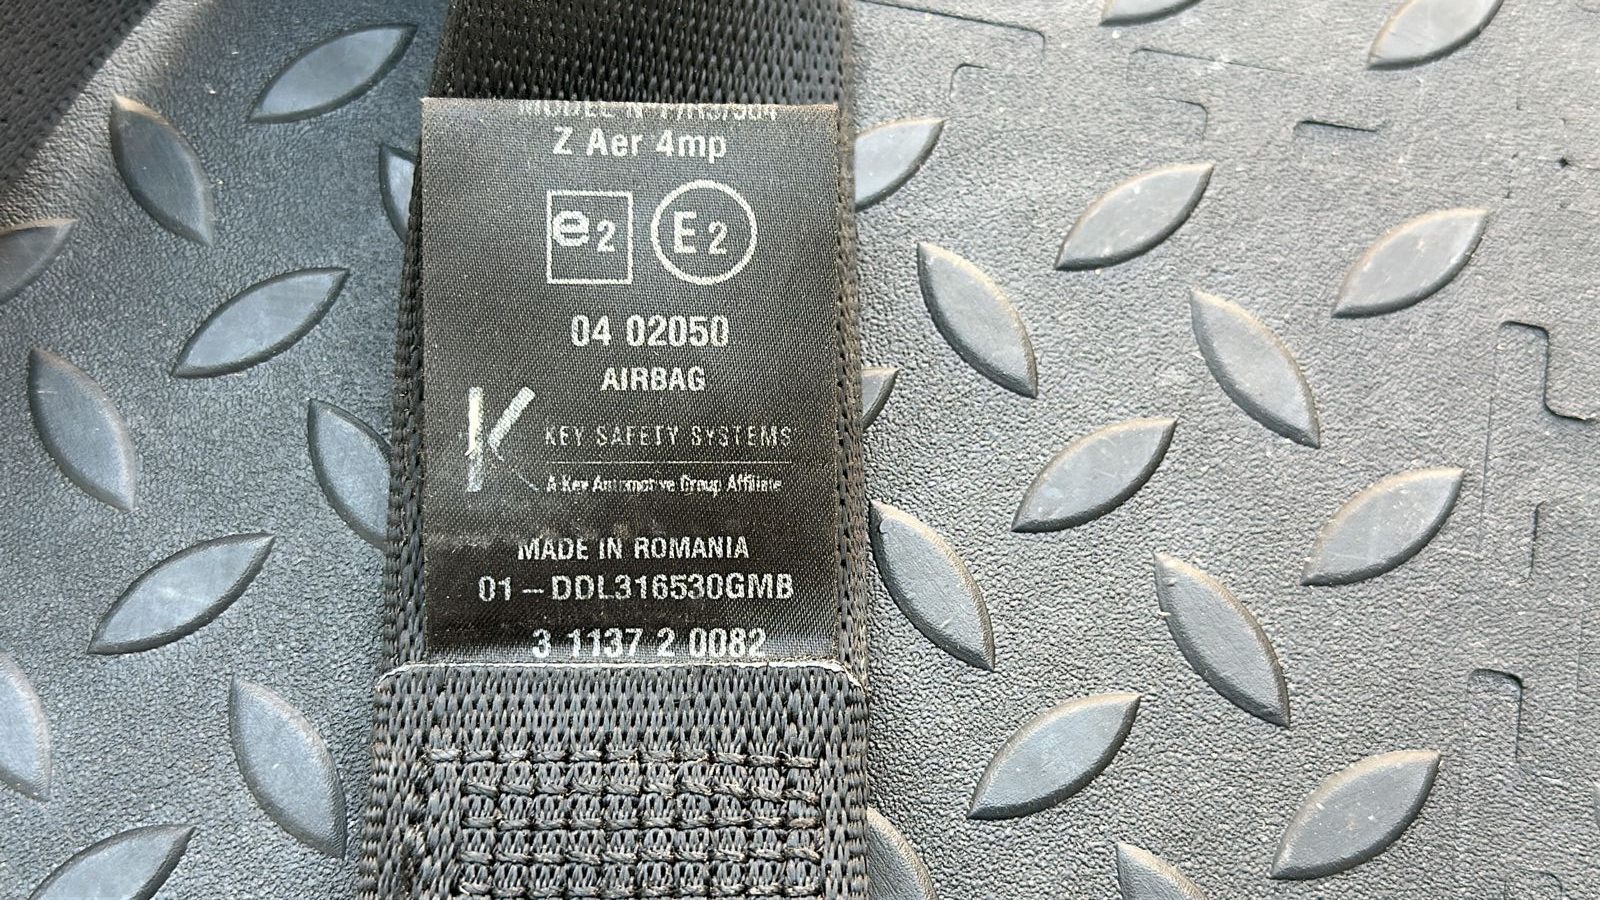 Z Aer 4mp
e2 E2
04 02050
AIRBAG
K
KEY SAFETY SYSTEMS
A Key Automotive Group Affiliate
MADE IN ROMANIA
01-DDL316530GMB
3 1137 2 0082